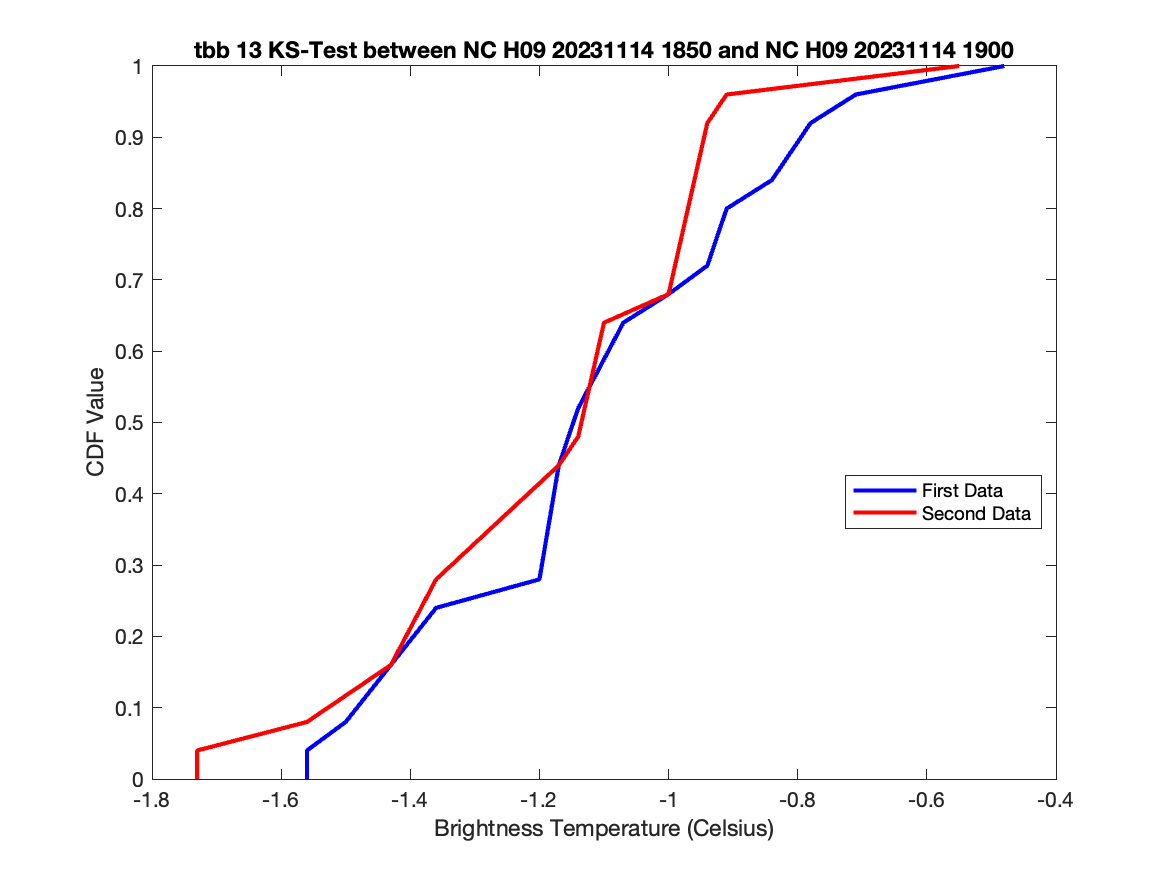 tbb 13 KS-Test between NC H09 20231114 1850 and NC H09 20231114 1900
1
0.9
0.8
0.7
0.6
0.5
0.4
0.3
0.2
0.1
0
CDF Value
First Data
Second Data
-1.8 -1.6 -1.4 -1.2 -1 -0.8 -0.6 -0.4
Brightness Temperature (Celsius)